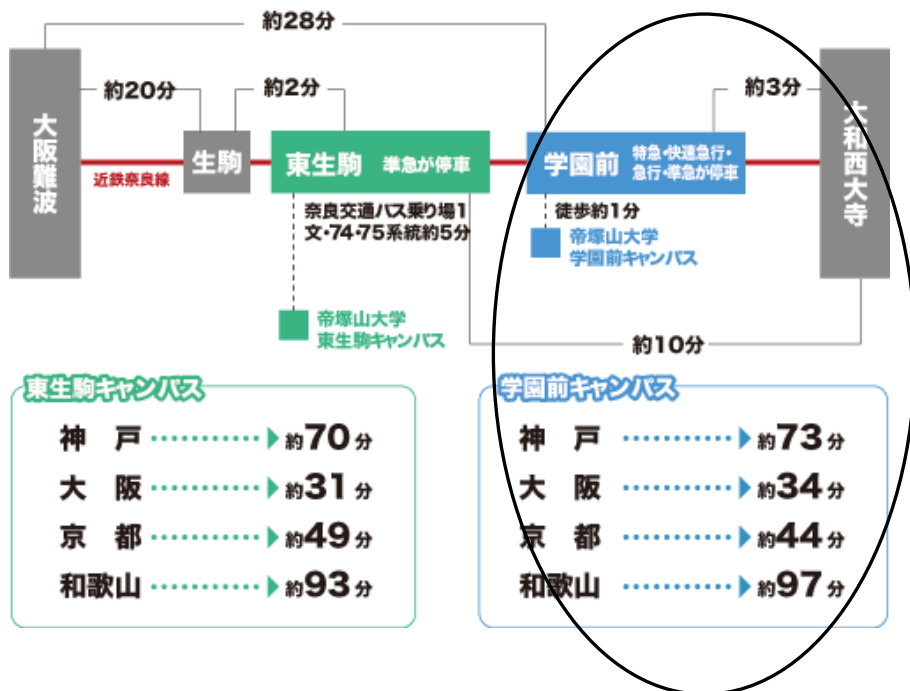 約28分
約20分
約2分
約3分
大阪難波
近鉄奈良線
生駒
東生駒 準急が停車
学園前
特急・快速急行・
急行・準急が停車
大和西大寺
奈良交通バス乗り場1
文・74・75系統約5分
徒歩約1分
帝塚山大学
学園前キャンパス
帝塚山大学
東生駒キャンパス
約10分
東生駒キャンパス
神戸 約70分
大阪 約31分
京都 約49分
和歌山 約93分
学園前キャンパス
神戸 約73分
大阪 約34分
京都 約44分
和歌山 約97分